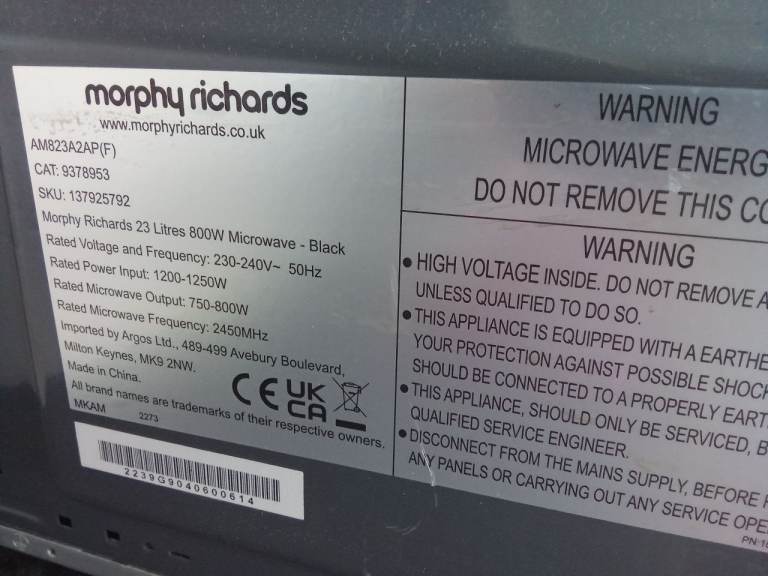 morphy richards
www.morphyrichards.co.uk
AM823A2AP(F)
CAT: 9378953
SKU: 137925792
Morphy Richards 23 Litres 800W Microwave - Black
Rated Voltage and Frequency: 230-240V~ 50Hz
Rated Power Input: 1200-1250W
Rated Microwave Output: 750-800W
Rated Microwave Frequency: 2450MHz
Imported by Argos Ltd., 489-499 Avebury Boulevard,
Milton Keynes, MK9 2NW.
Made in China.
All brand names are trademarks of their respective owners.
MKAM 2273
CE UK CA
2239G9040600614
WARNING
MICROWAVE ENERG
DO NOT REMOVE THIS CO
WARNING
• HIGH VOLTAGE INSIDE. DO NOT REMOVE A
UNLESS QUALIFIED TO DO SO.
• THIS APPLIANCE IS EQUIPPED WITH A EARTHE
YOUR PROTECTION AGAINST POSSIBLE SHOCK
SHOULD BE CONNECTED TO A PROPERLY EART
• THIS APPLIANCE, SHOULD ONLY BE SERVICED, B
QUALIFIED SERVICE ENGINEER.
• DISCONNECT FROM THE MAINS SUPPLY, BEFORE
ANY PANELS OR CARRYING OUT ANY SERVICE OPE
PN:1